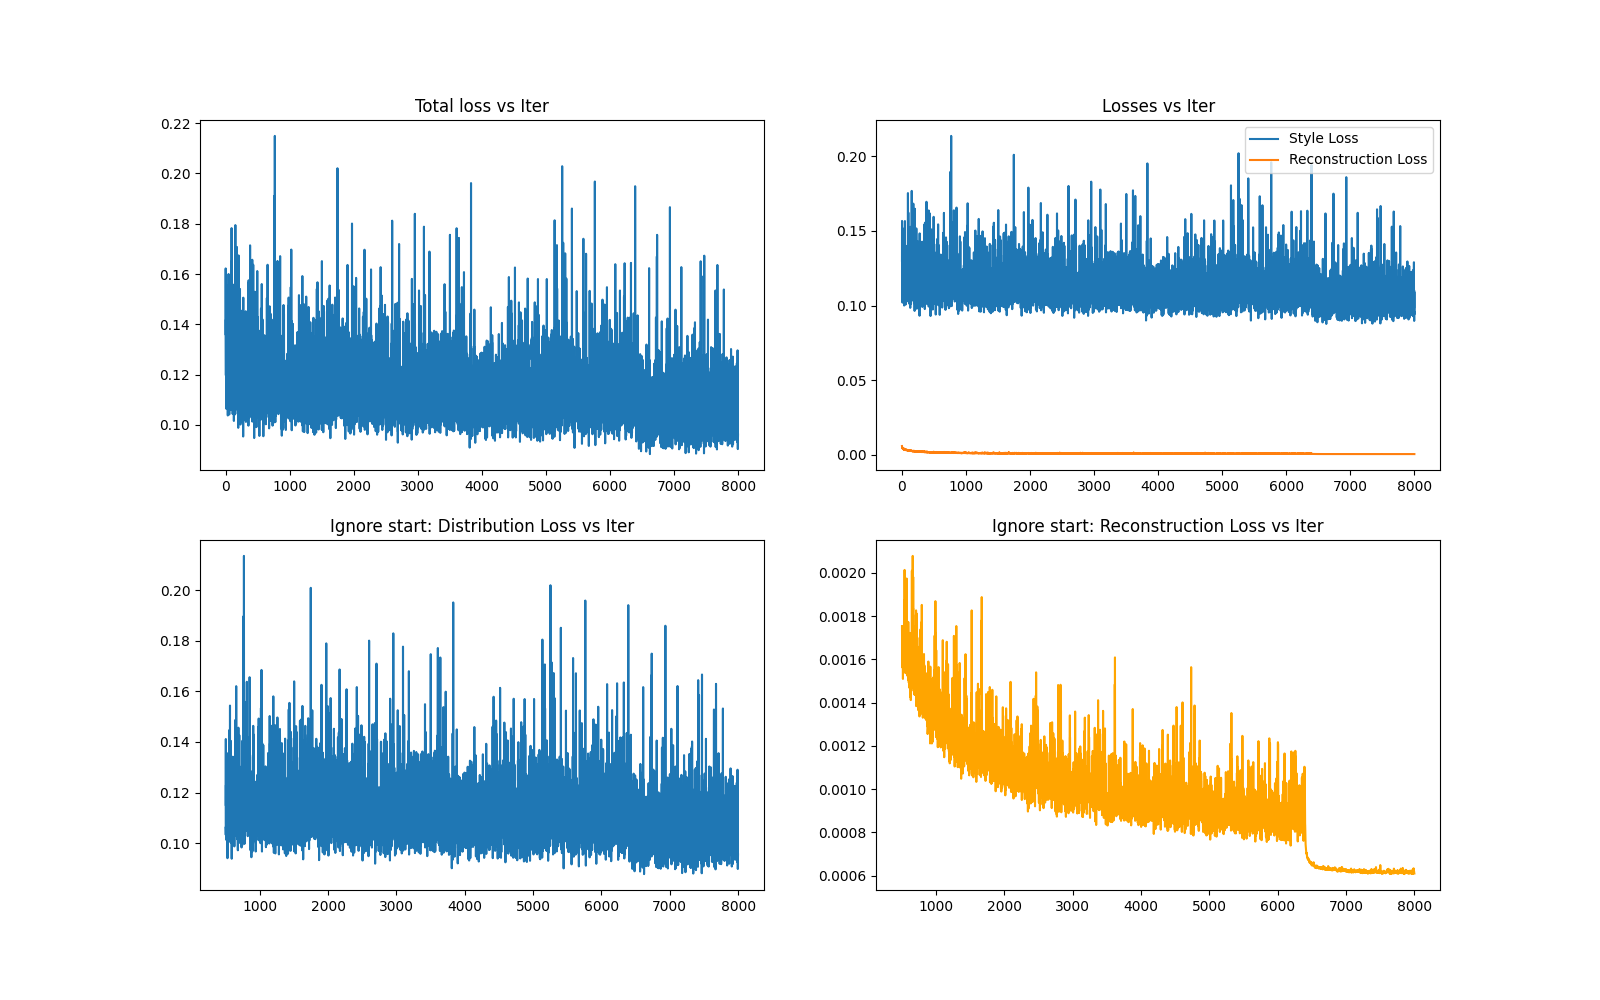 Total loss vs Iter
0.22
0.20
0.18
0.16
0.14
0.12
0.10
0 1000 2000 3000 4000 5000 6000 7000 8000
Losses vs Iter
Style Loss
Reconstruction Loss
0.20
0.15
0.10
0.05
0.00
0 1000 2000 3000 4000 5000 6000 7000 8000
Ignore start: Distribution Loss vs Iter
0.20
0.18
0.16
0.14
0.12
0.10
1000 2000 3000 4000 5000 6000 7000 8000
Ignore start: Reconstruction Loss vs Iter
0.0020
0.0018
0.0016
0.0014
0.0012
0.0010
0.0008
0.0006
1000 2000 3000 4000 5000 6000 7000 8000